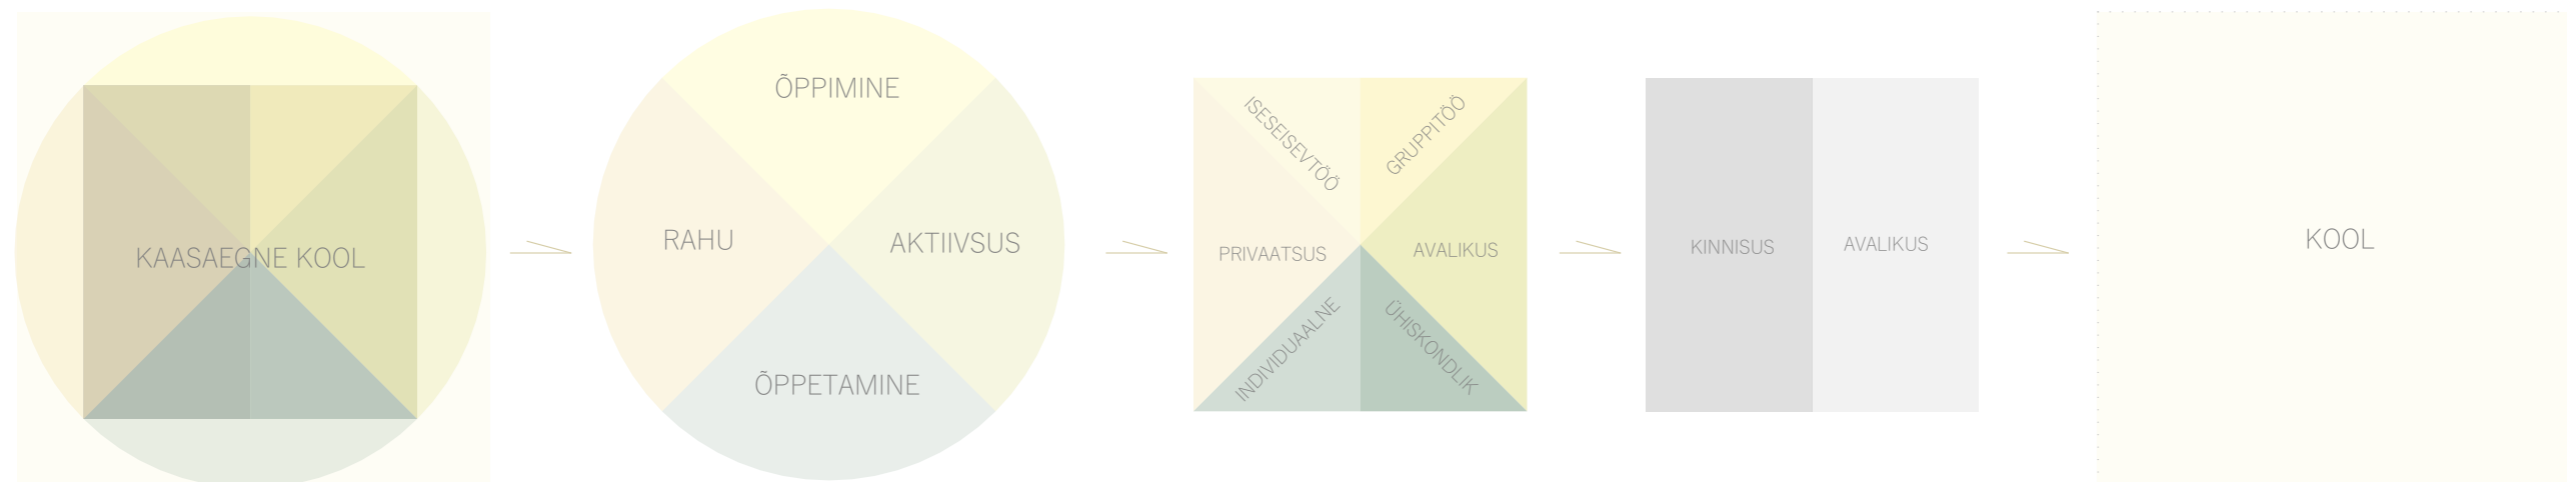 KAASAEGNE KOOL
ÕPPIMINE
RAHU
AKTIIVSUS
ÕPPETAMINE
ISESEISEVTÖÖ
GRUPPITÖÖ
PRIVAATSUS
AVALIKUS
INDIVIDUAALNE
ÜHISKONDLIK
KINNISUS
AVALIKUS
KOOL